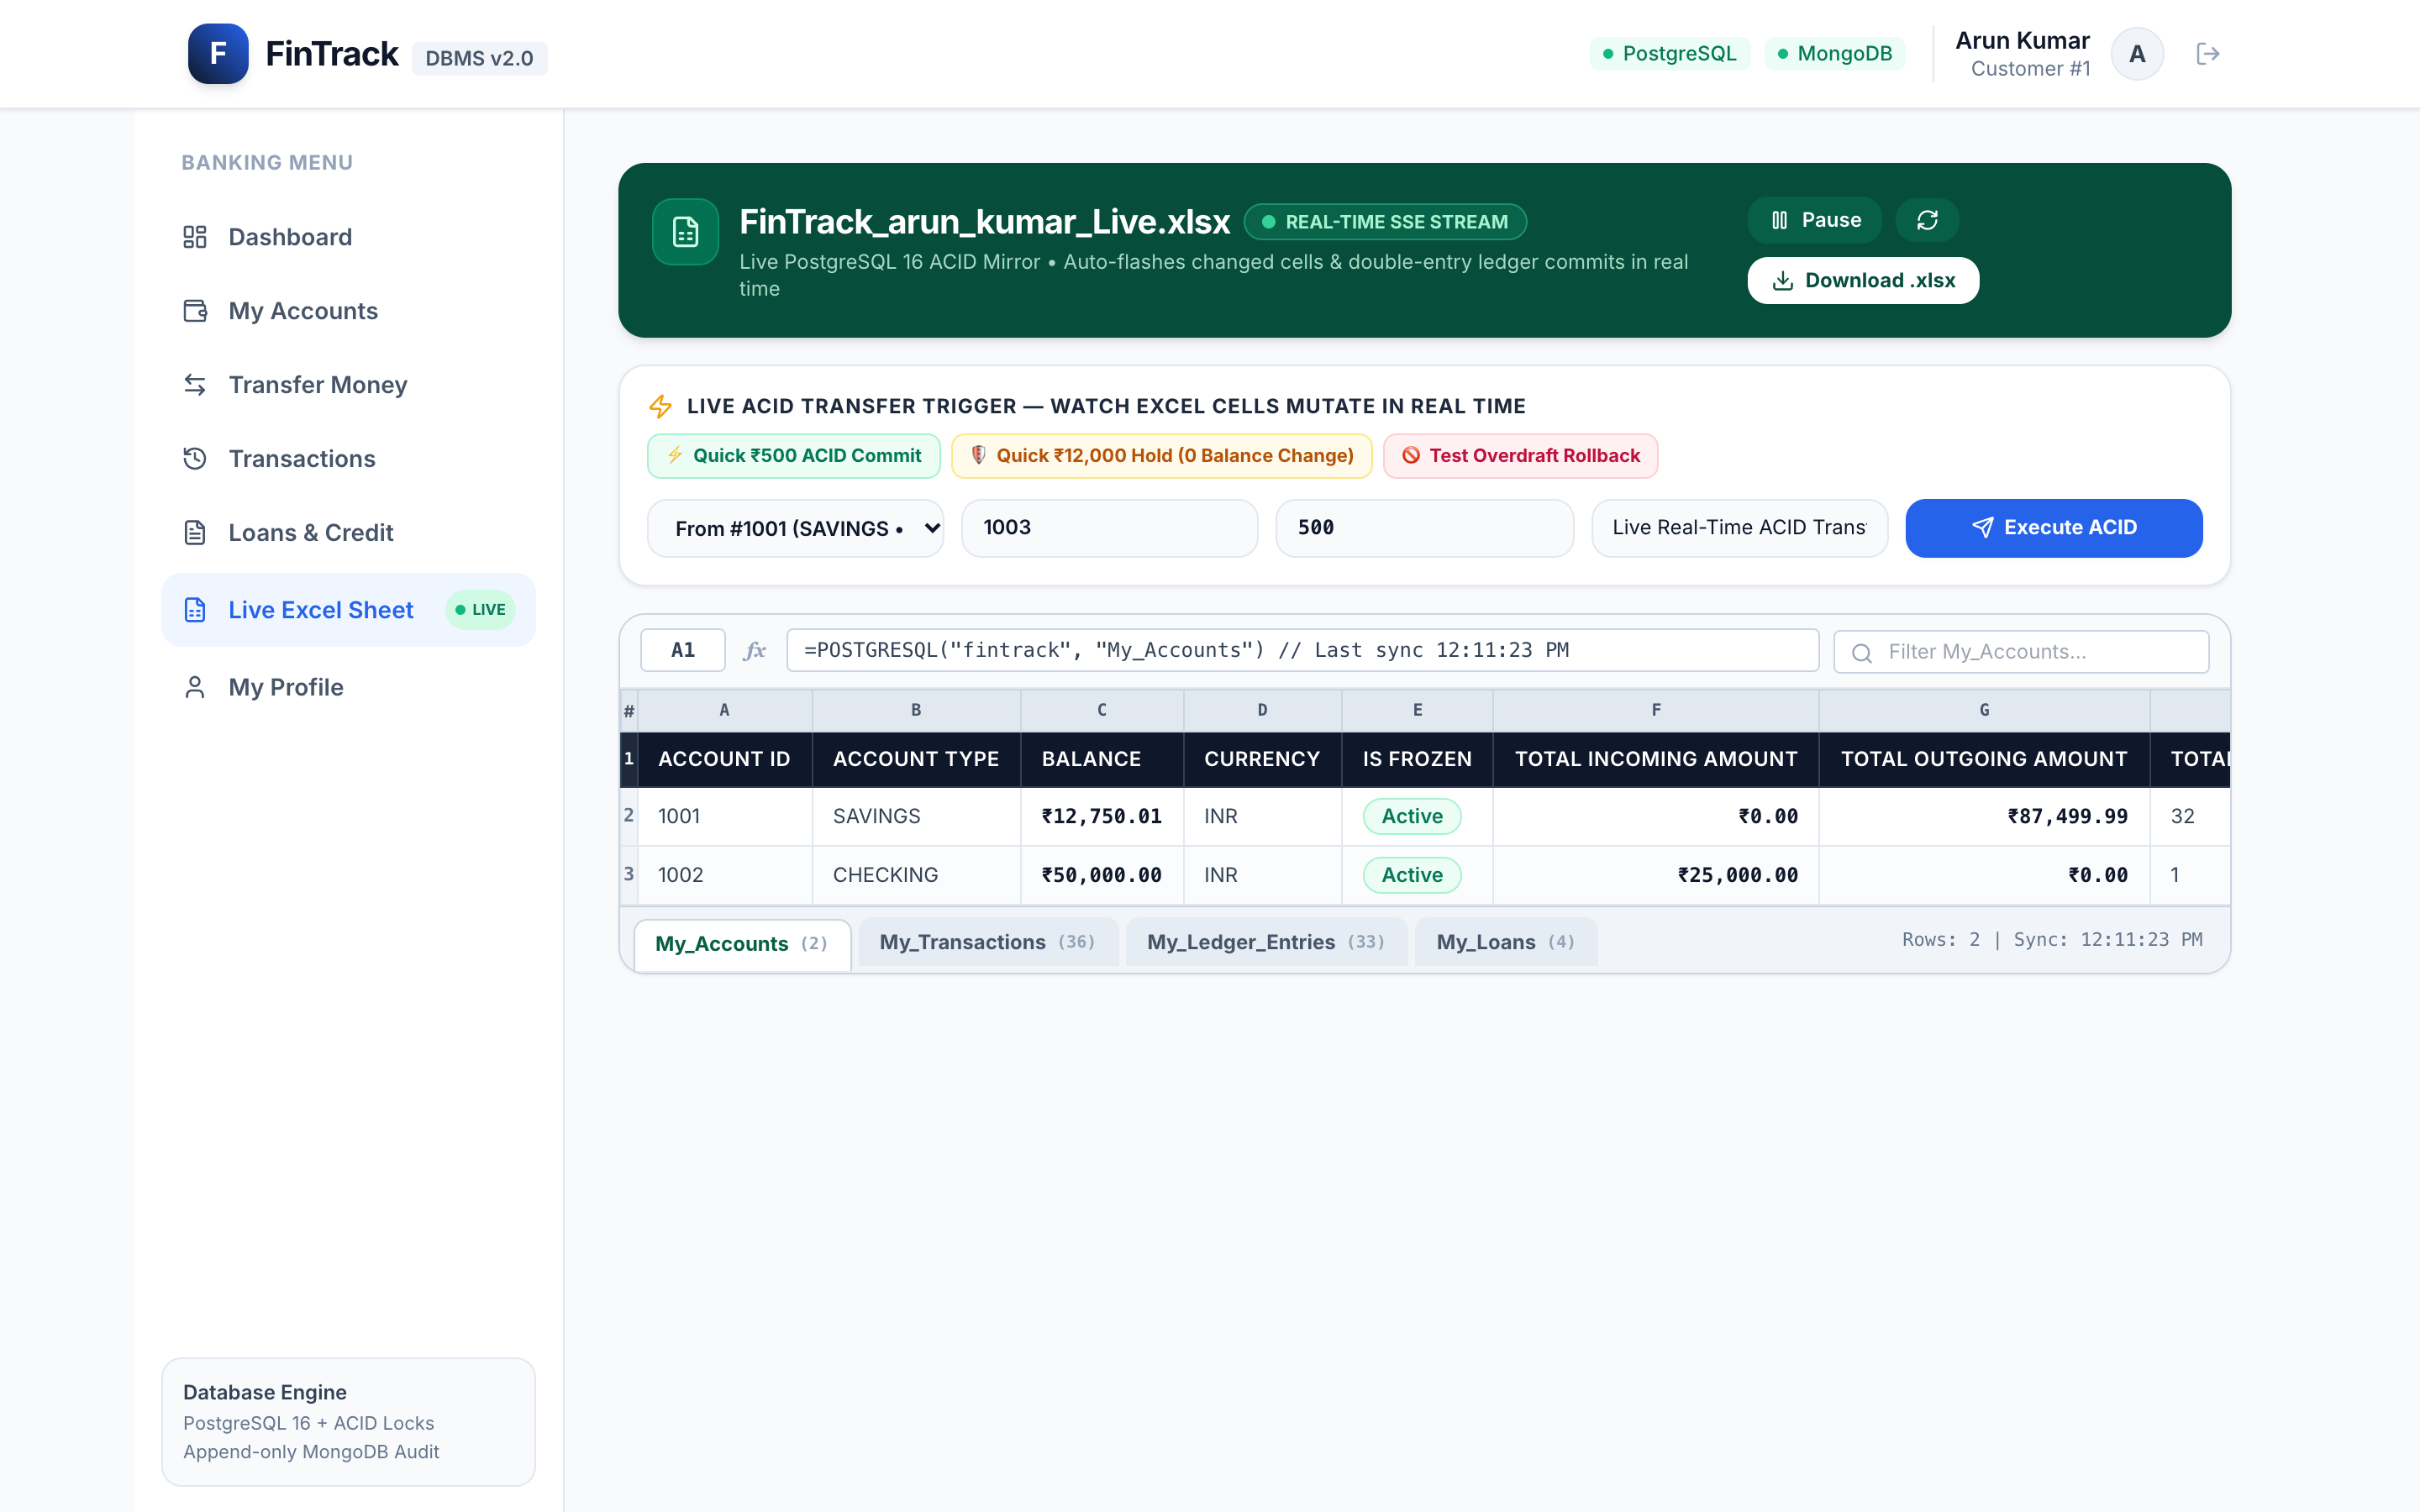 F FinTrack DBMS v2.0
PostgreSQL MongoDB
Arun Kumar
Customer #1
A
BANKING MENU
Dashboard
My Accounts
Transfer Money
Transactions
Loans & Credit
Live Excel Sheet LIVE
My Profile
Database Engine
PostgreSQL 16 + ACID Locks
Append-only MongoDB Audit
FinTrack_arun_kumar_Live.xlsx REAL-TIME SSE STREAM
Live PostgreSQL 16 ACID Mirror • Auto-flashes changed cells & double-entry ledger commits in real
time
Pause
Download .xlsx
LIVE ACID TRANSFER TRIGGER — WATCH EXCEL CELLS MUTATE IN REAL TIME
⚡ Quick ₹500 ACID Commit 🛡️ Quick ₹12,000 Hold (0 Balance Change) 🚫 Test Overdraft Rollback
From #1001 (SAVINGS • 1003 500 Live Real-Time ACID Trans Execute ACID
A1 fx =POSTGRESQL("fintrack", "My_Accounts") // Last sync 12:11:23 PM Filter My_Accounts...
# A B C D E F G
1 ACCOUNT ID ACCOUNT TYPE BALANCE CURRENCY IS FROZEN TOTAL INCOMING AMOUNT TOTAL OUTGOING AMOUNT TOTAL
2 1001 SAVINGS ₹12,750.01 INR Active ₹0.00 ₹87,499.99 32
3 1002 CHECKING ₹50,000.00 INR Active ₹25,000.00 ₹0.00 1
My_Accounts (2) My_Transactions (36) My_Ledger_Entries (33) My_Loans (4) Rows: 2 | Sync: 12:11:23 PM